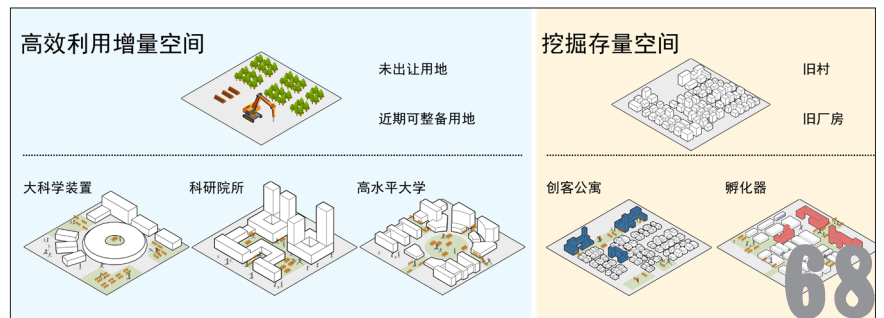 高效利用增量空间
未出让用地
近期可整备用地
大科学装置
科研院所
高水平大学
挖掘存量空间
旧村
旧厂房
创客公寓
孵化器
68